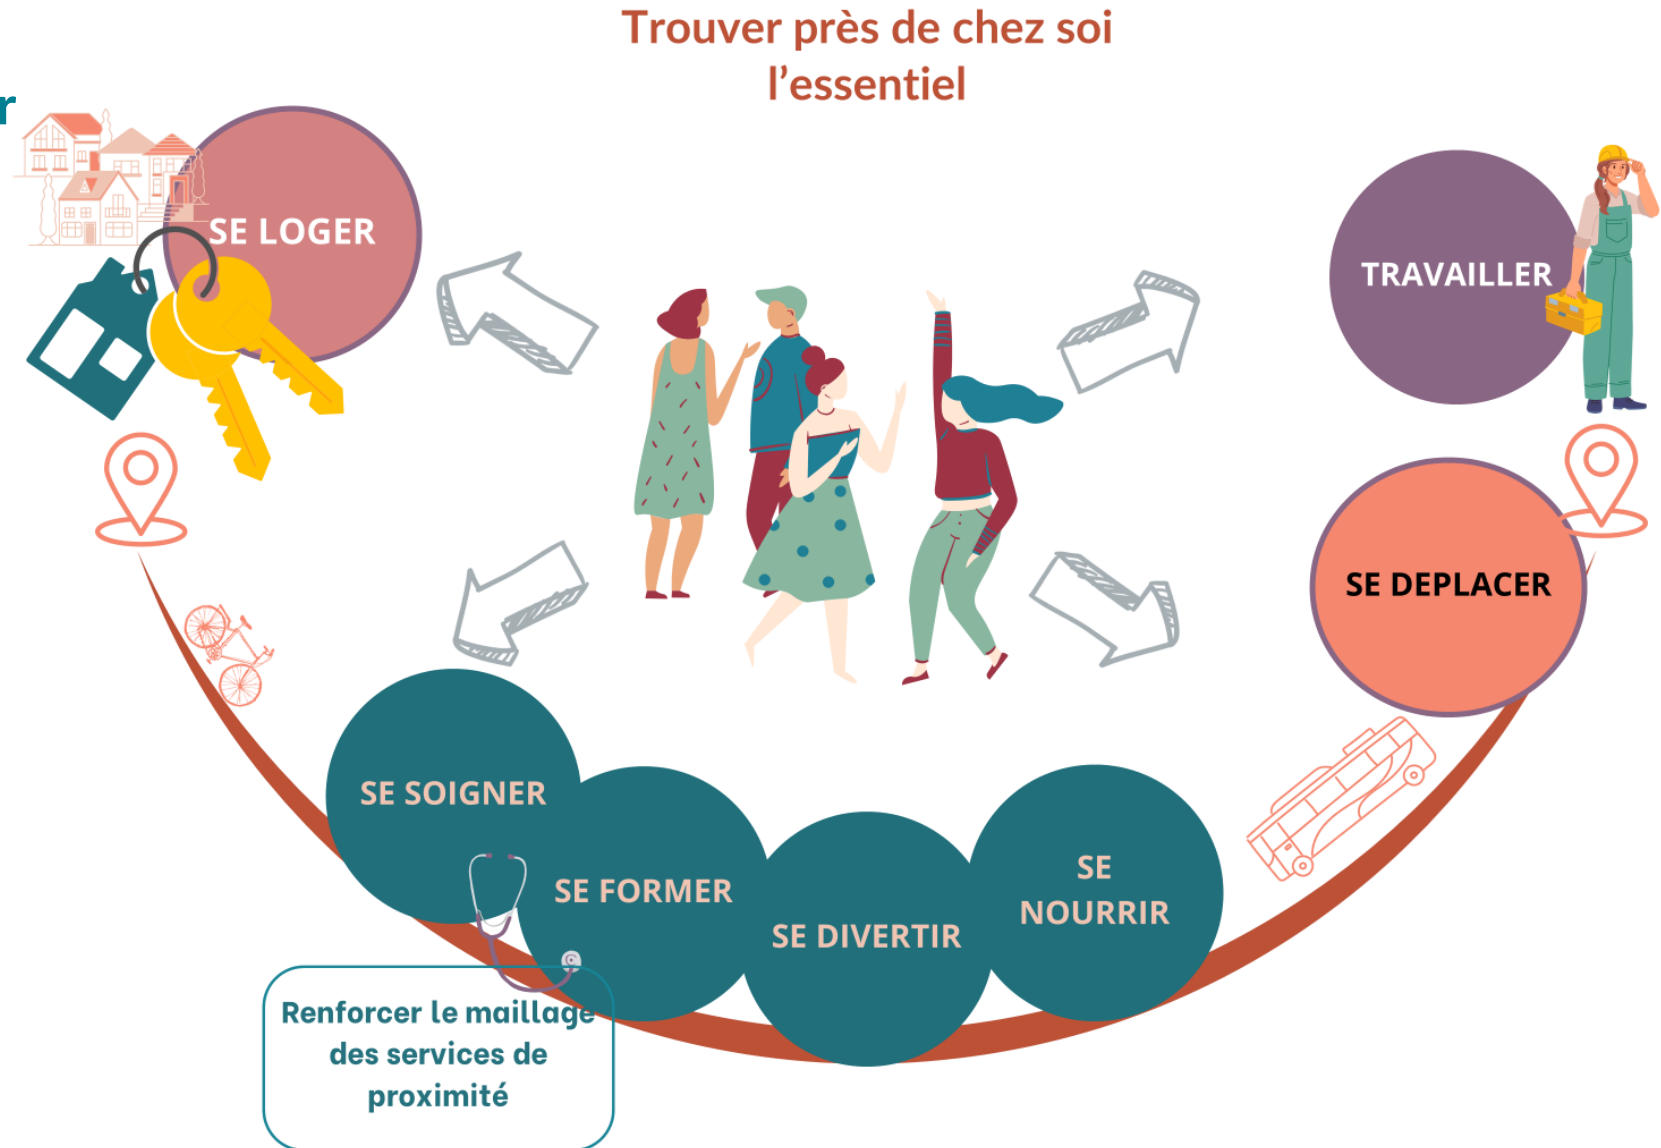 Trouver près de chez soi
l'essentiel
r
SE LOGER
TRAVAILLER
SE DEPLACER
SE SOIGNER
SE FORMER
SE DIVERTIR
SE
NOURRIR
Renforcer le maillage
des services de
proximité